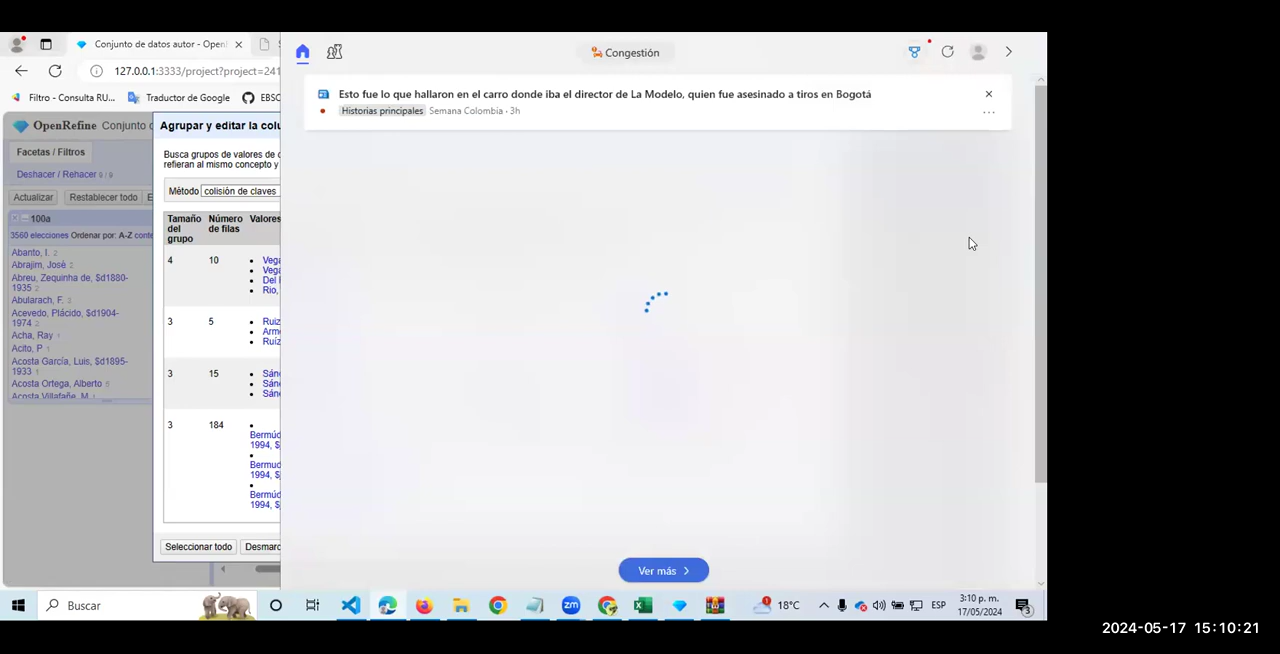 Conjunto de datos autor - Open
127.0.0.1:3333/project?project=241
Filtro - Consulta RU...
Traductor de Google
EBSC
OpenRefine Conjunto d
Facetas / Filtros
Deshacer / Rehacer 9 / 9
Actualizar
Restablecer todo
E
100a
3560 elecciones Ordenar por: A-Z conte
Abanto, I. 2
Abrajim, José 2
Abreu, Zequinha de, $d1880-
1935 2
Abularach, F. 2
Acevedo, Plácido, $d1904-
1974 2
Acha, Ray
Acito, P 1
Acosta García, Luis, $d1895-
1933 1
Acosta Ortega, Alberto 5
Acosta Villafañe, M
Agrupar y editar la colu
Busca grupos de valores de c
refieran al mismo concepto y
Método colisión de claves
Tamaño del grupo
Número de filas
Valores
4 10
Vega
Vega
Del
Rio,
3 5
Ruiz
Arm
Ruiz
3 15
Sán
Sán
Sán
3 184
Bermúd
1994, $
Bermud
1994, $
Bermúd
1994, $
Seleccionar todo
Desmarc
Congestión
Esto fue lo que hallaron en el carro donde iba el director de La Modelo, quien fue asesinado a tiros en Bogotá
Historias principales Semana Colombia · 3h
Ver más
Buscar
18°C
ESP
3:10 p. m.
17/05/2024
3
2024-05-17 15:10:21